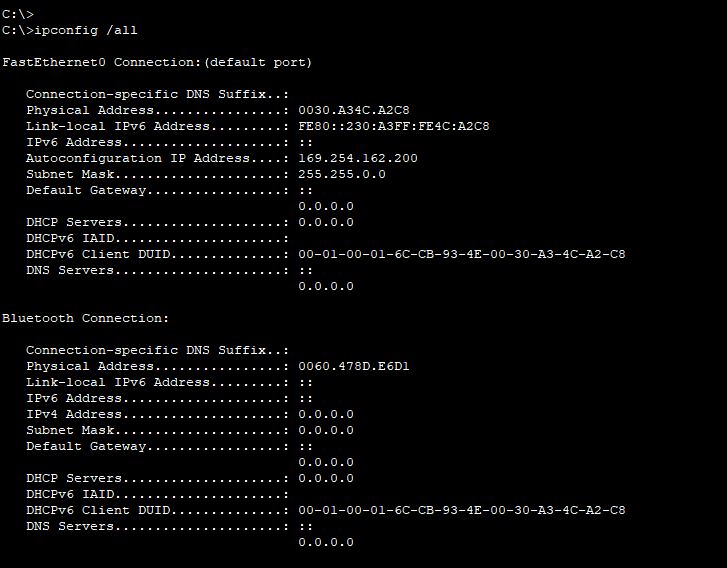 C:\>
C:\>ipconfig /all
FastEthernet0 Connection:(default port)
Connection-specific DNS Suffix..:
Physical Address................: 0030.A34C.A2C8
Link-local IPv6 Address.........: FE80::230:A3FF:FE4C:A2C8
IPv6 Address....................: ::
Autoconfiguration IP Address....: 169.254.162.200
Subnet Mask.....................: 255.255.0.0
Default Gateway.................: ::
0.0.0.0
DHCP Servers....................: 0.0.0.0
DHCPv6 IAID.....................:
DHCPv6 Client DUID..............: 00-01-00-01-6C-CB-93-4E-00-30-A3-4C-A2-C8
DNS Servers.....................: ::
0.0.0.0
Bluetooth Connection:
Connection-specific DNS Suffix..:
Physical Address................: 0060.478D.E6D1
Link-local IPv6 Address.........: ::
IPv6 Address....................: ::
IPv4 Address....................: 0.0.0.0
Subnet Mask.....................: 0.0.0.0
Default Gateway.................: ::
0.0.0.0
DHCP Servers....................: 0.0.0.0
DHCPv6 IAID.....................:
DHCPv6 Client DUID..............: 00-01-00-01-6C-CB-93-4E-00-30-A3-4C-A2-C8
DNS Servers.....................: ::
0.0.0.0